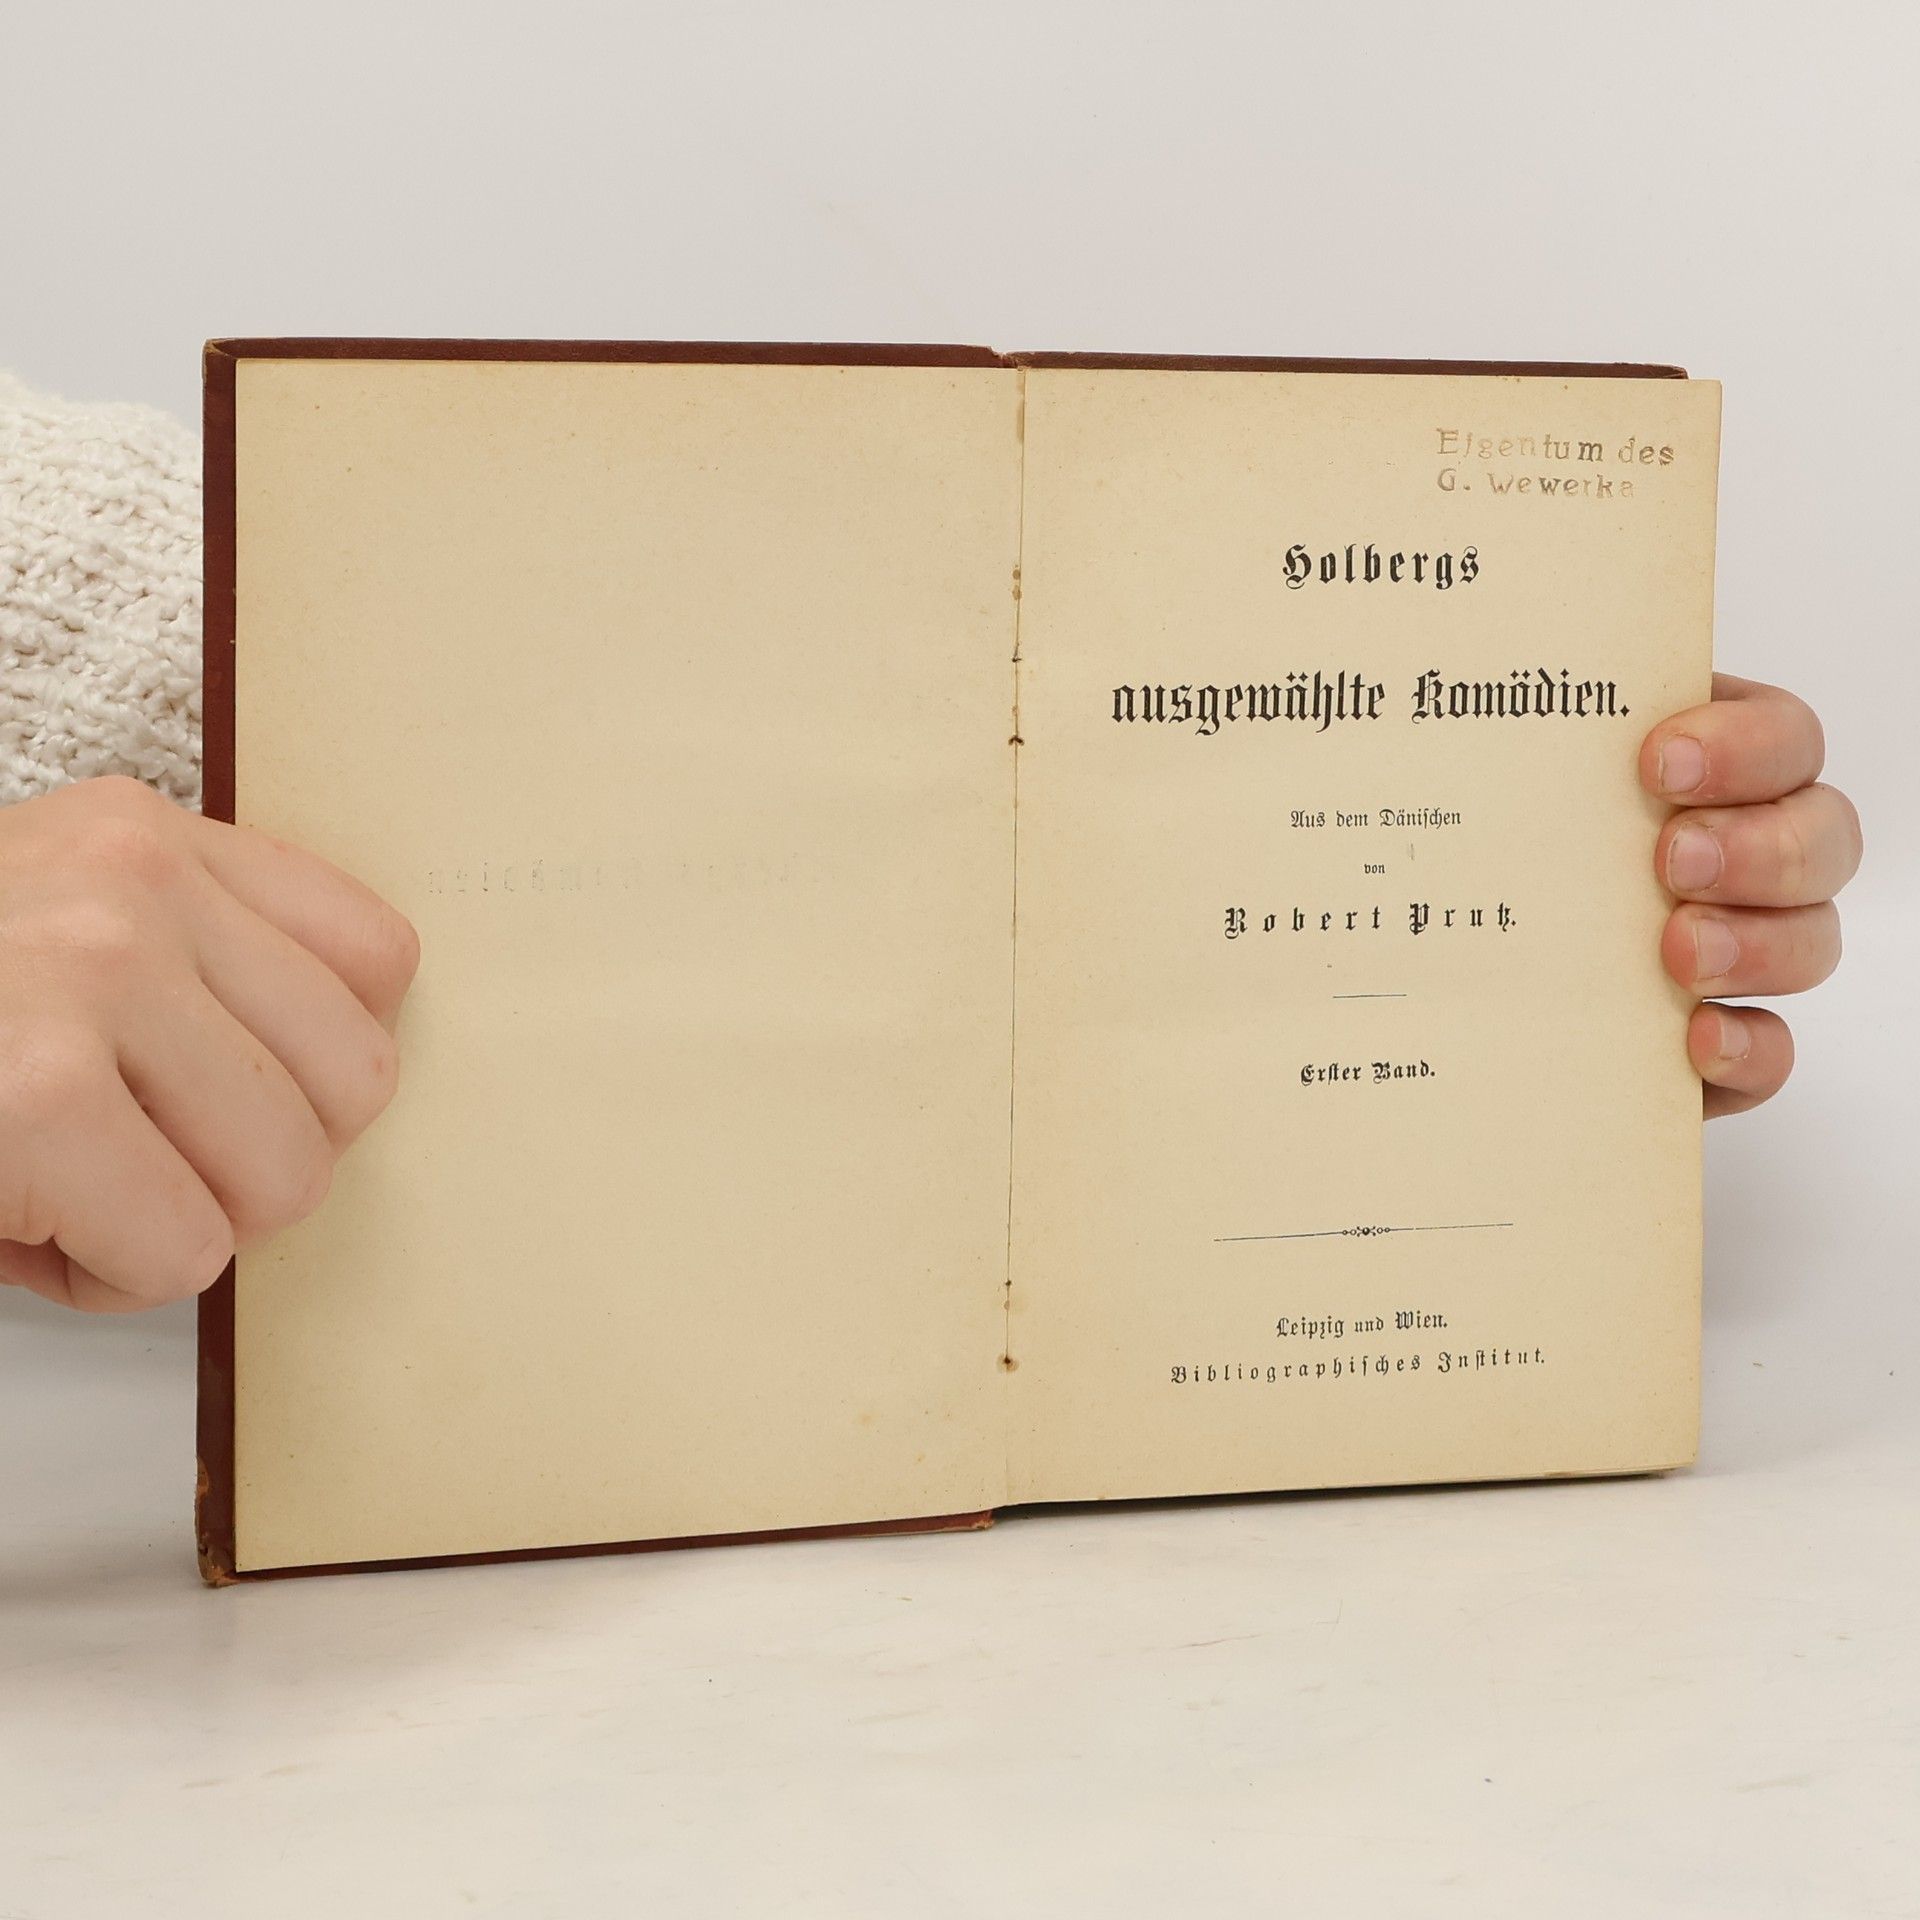 Eigentum des
G. Wewerka
Holbergs
ausgewählte Komödien.
Aus dem Dänischen
von
Robert Prutz.
Erster Band.
Leipzig und Wien.
Bibliographisches Institut.